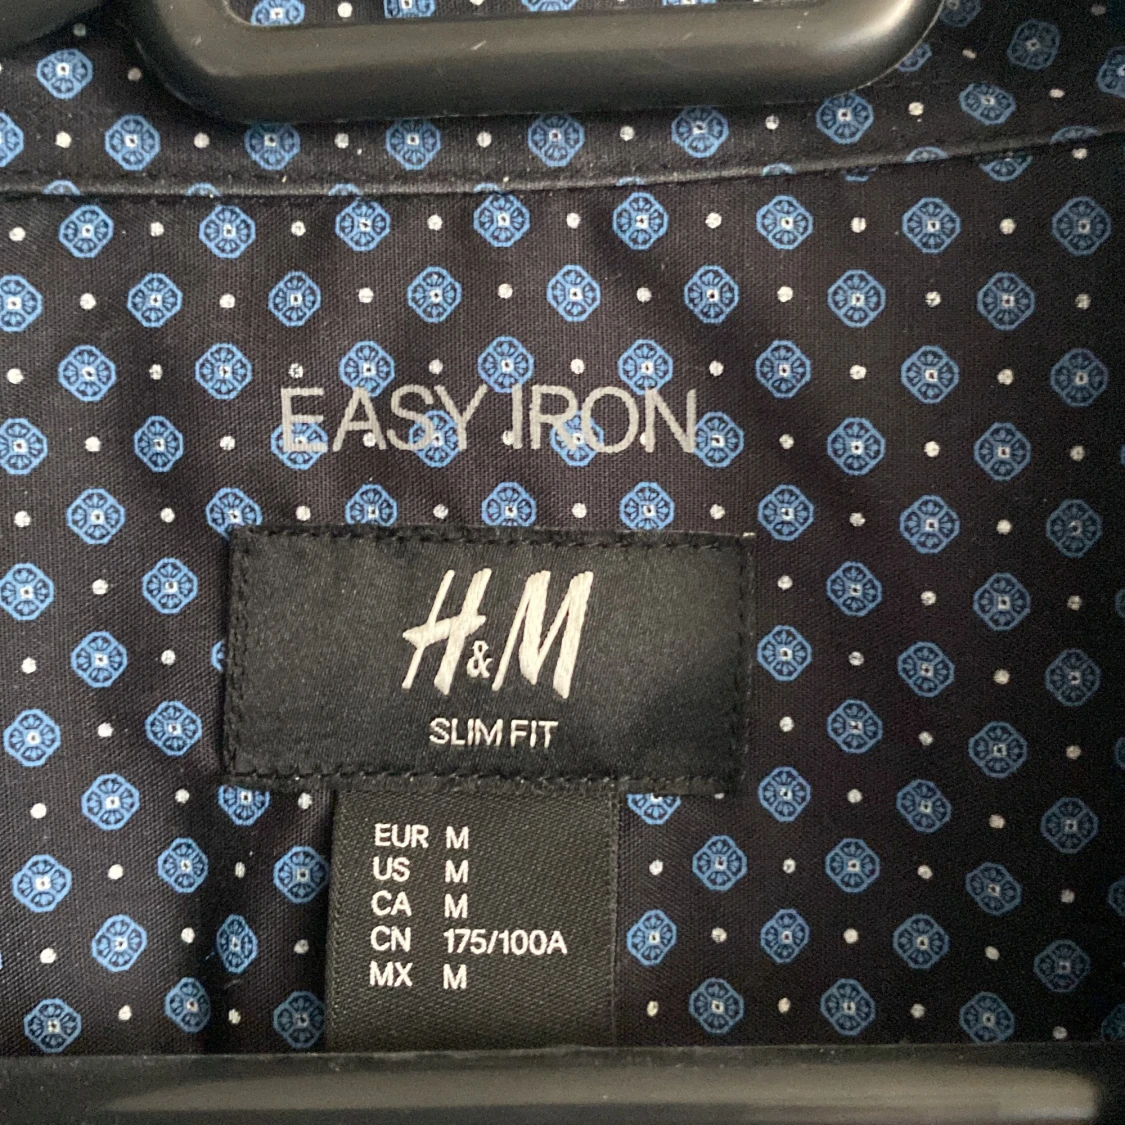 EASY IRON
H&M
SLIM FIT
EUR M
US M
CA M
CN 175/100A
MX M